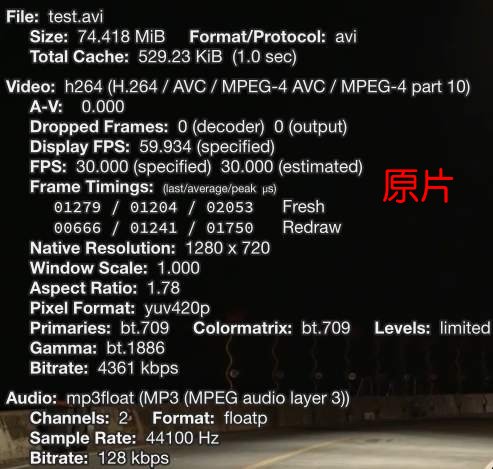 File: test.avi
Size: 74.418 MiB Format/Protocol: avi
Total Cache: 529.23 KiB (1.0 sec)
Video: h264 (H.264 / AVC / MPEG-4 AVC / MPEG-4 part 10)
A-V: 0.000
Dropped Frames: 0 (decoder) 0 (output)
Display FPS: 59.934 (specified)
FPS: 30.000 (specified) 30.000 (estimated)
Frame Timings: (last/average/peak μs)
01279 / 01204 / 02053 Fresh
00666 / 01241 / 01750 Redraw
原片
Native Resolution: 1280 x 720
Window Scale: 1.000
Aspect Ratio: 1.78
Pixel Format: yuv420p
Primaries: bt.709 Colormatrix: bt.709 Levels: limited
Gamma: bt.1886
Bitrate: 4361 kbps
Audio: mp3float (MP3 (MPEG audio layer 3))
Channels: 2 Format: floatp
Sample Rate: 44100 Hz
Bitrate: 128 kbps